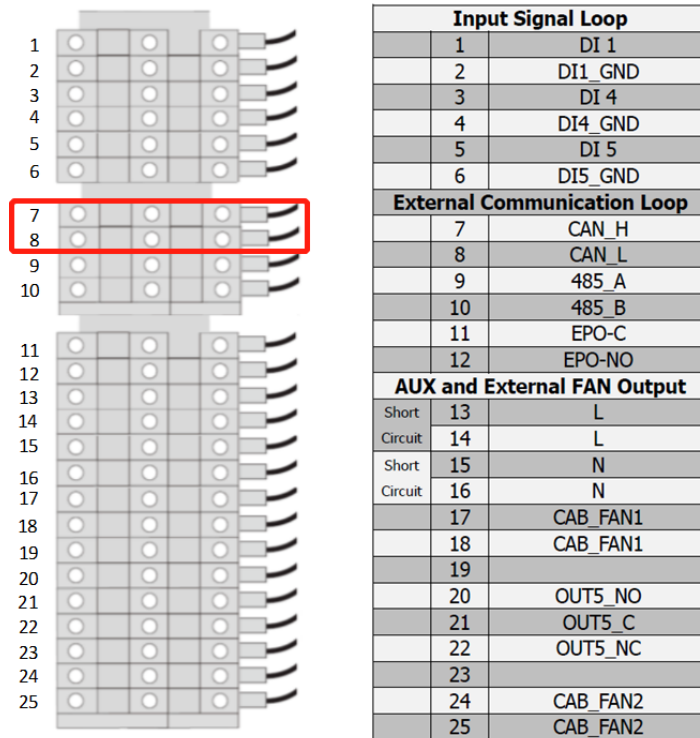 1
2
3
4
5
6
7
8
9
10
11
12
13
14
15
16
17
18
19
20
21
22
23
24
25
Input Signal Loop
1 DI 1
2 DI1_GND
3 DI 4
4 DI4_GND
5 DI 5
6 DI5_GND
External Communication Loop
7 CAN_H
8 CAN_L
9 485_A
10 485_B
11 EPO-C
12 EPO-NO
AUX and External FAN Output
Short 13 L
Circuit 14 L
Short 15 N
Circuit 16 N
17 CAB_FAN1
18 CAB_FAN1
19
20 OUT5_NO
21 OUT5_C
22 OUT5_NC
23
24 CAB_FAN2
25 CAB_FAN2